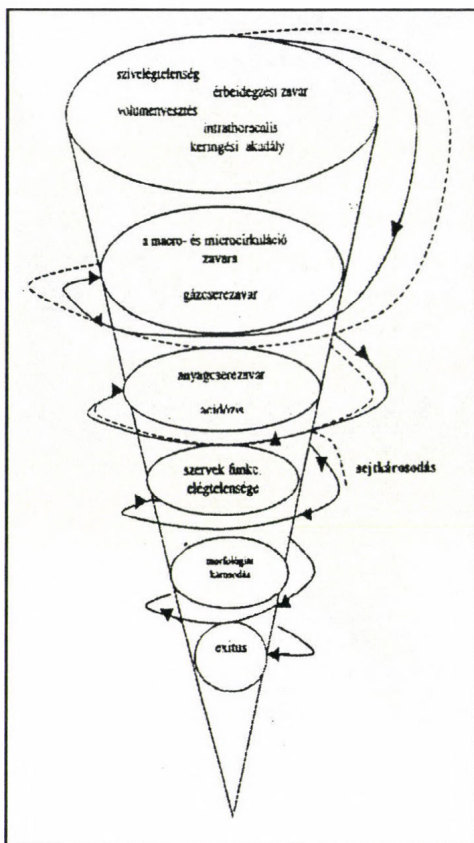 szívelégtelenség
érbeidegzési zavar
volumenvesztés
intrathoracalis
keringési akadály
a macro- és microcirkuláció
zavara
gázcserezavar
anyagcserezavar
acidózis
szervek funkc.
elégtelensége
sejtkárosodás
morfológiai
károsodás
exitus